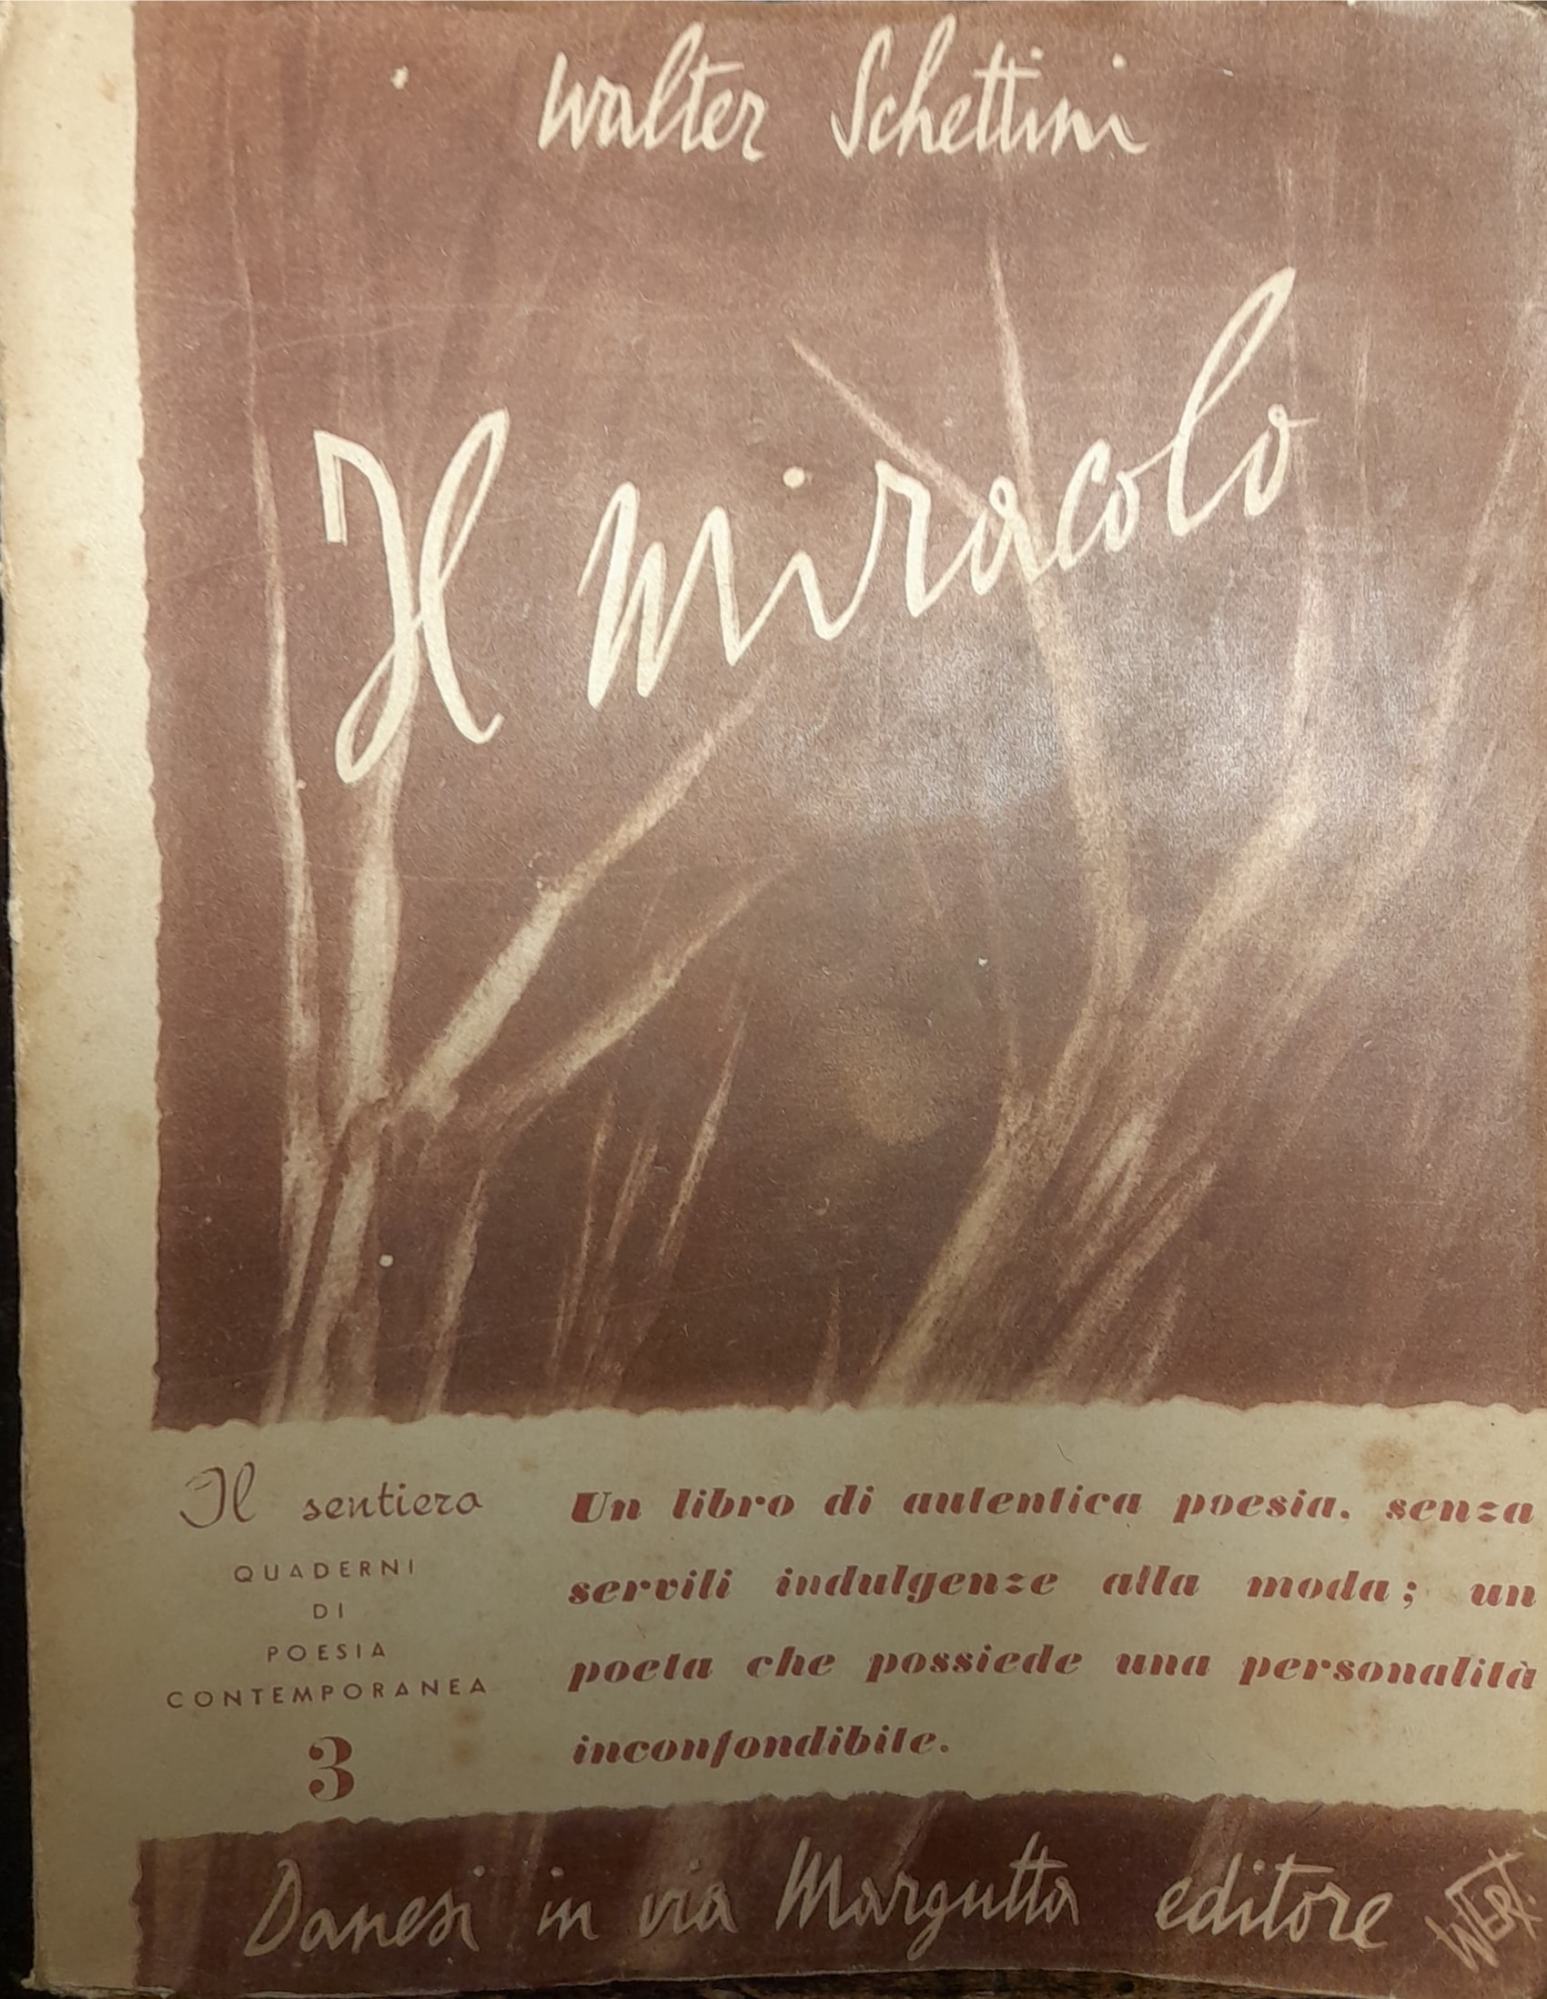 Walter Schettini
Il miracolo
Il sentiero
QUADERNI
DI
POESIA
CONTEMPORANEA
3
Un libro di autentica poesia, senza
servili indulgenze alla moda; un
poeta che possiede una personalità
inconfondibile.
Danesi in via Margutta editore
WERT.